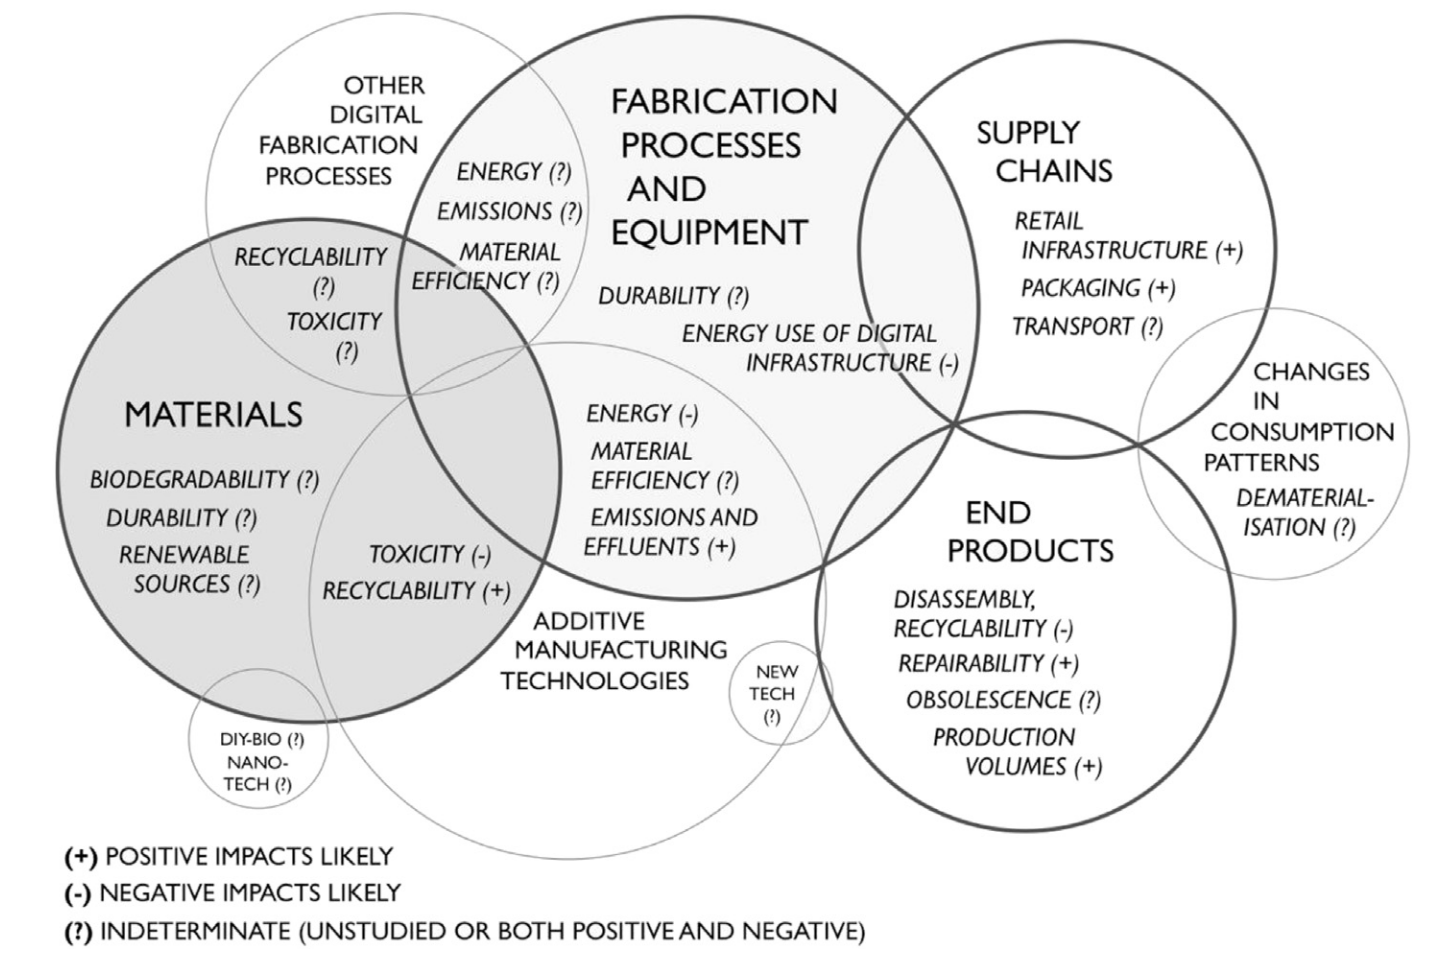 OTHER
DIGITAL
FABRICATION
PROCESSES
ENERGY (?)
EMISSIONS (?)
MATERIAL
EFFICIENCY (?)
RECYCLABILITY
(?)
TOXICITY
(?)
FABRICATION
PROCESSES
AND
EQUIPMENT
DURABILITY (?)
ENERGY USE OF DIGITAL
INFRASTRUCTURE (-)
SUPPLY
CHAINS
RETAIL
INFRASTRUCTURE (+)
PACKAGING (+)
TRANSPORT (?)
CHANGES
IN
CONSUMPTION
PATTERNS
DEMATERIAL-
ISATION (?)
MATERIALS
BIODEGRADABILITY (?)
DURABILITY (?)
RENEWABLE
SOURCES (?)
TOXICITY (-)
RECYCLABILITY (+)
ENERGY (-)
MATERIAL
EFFICIENCY (?)
EMISSIONS AND
EFFLUENTS (+)
ADDITIVE
MANUFACTURING
TECHNOLOGIES
NEW
TECH
(?)
END
PRODUCTS
DISASSEMBLY,
RECYCLABILITY (-)
REPAIRABILITY (+)
OBSOLESCENCE (?)
PRODUCTION
VOLUMES (+)
DIY-BIO (?)
NANO-
TECH (?)
(+) POSITIVE IMPACTS LIKELY
(-) NEGATIVE IMPACTS LIKELY
(?) INDETERMINATE (UNSTUDIED OR BOTH POSITIVE AND NEGATIVE)